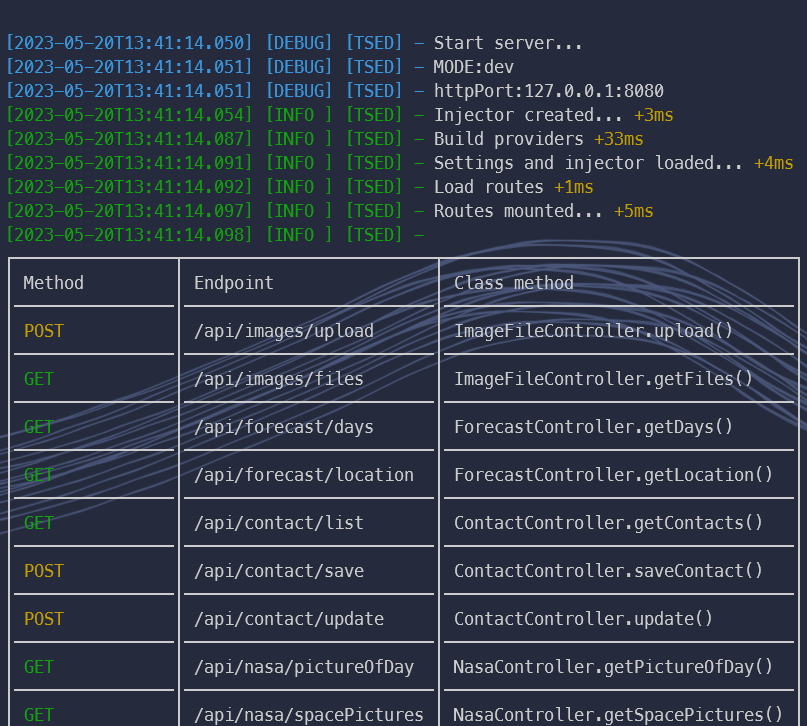 [2023-05-20T13:41:14.050] [DEBUG] [TSED] - Start server...
[2023-05-20T13:41:14.051] [DEBUG] [TSED] - MODE:dev
[2023-05-20T13:41:14.051] [DEBUG] [TSED] - httpPort:127.0.0.1:8080
[2023-05-20T13:41:14.054] [INFO ] [TSED] - Injector created... +3ms
[2023-05-20T13:41:14.087] [INFO ] [TSED] - Build providers +33ms
[2023-05-20T13:41:14.091] [INFO ] [TSED] - Settings and injector loaded... +4ms
[2023-05-20T13:41:14.092] [INFO ] [TSED] - Load routes +1ms
[2023-05-20T13:41:14.097] [INFO ] [TSED] - Routes mounted... +5ms
[2023-05-20T13:41:14.098] [INFO ] [TSED] -
Method Endpoint Class method
POST /api/images/upload ImageFileController.upload()
GET /api/images/files ImageFileController.getFiles()
GET /api/forecast/days ForecastController.getDays()
GET /api/forecast/location ForecastController.getLocation()
GET /api/contact/list ContactController.getContacts()
POST /api/contact/save ContactController.saveContact()
POST /api/contact/update ContactController.update()
GET /api/nasa/pictureOfDay NasaController.getPictureOfDay()
GET /api/nasa/spacePictures NasaController.getSpacePictures()